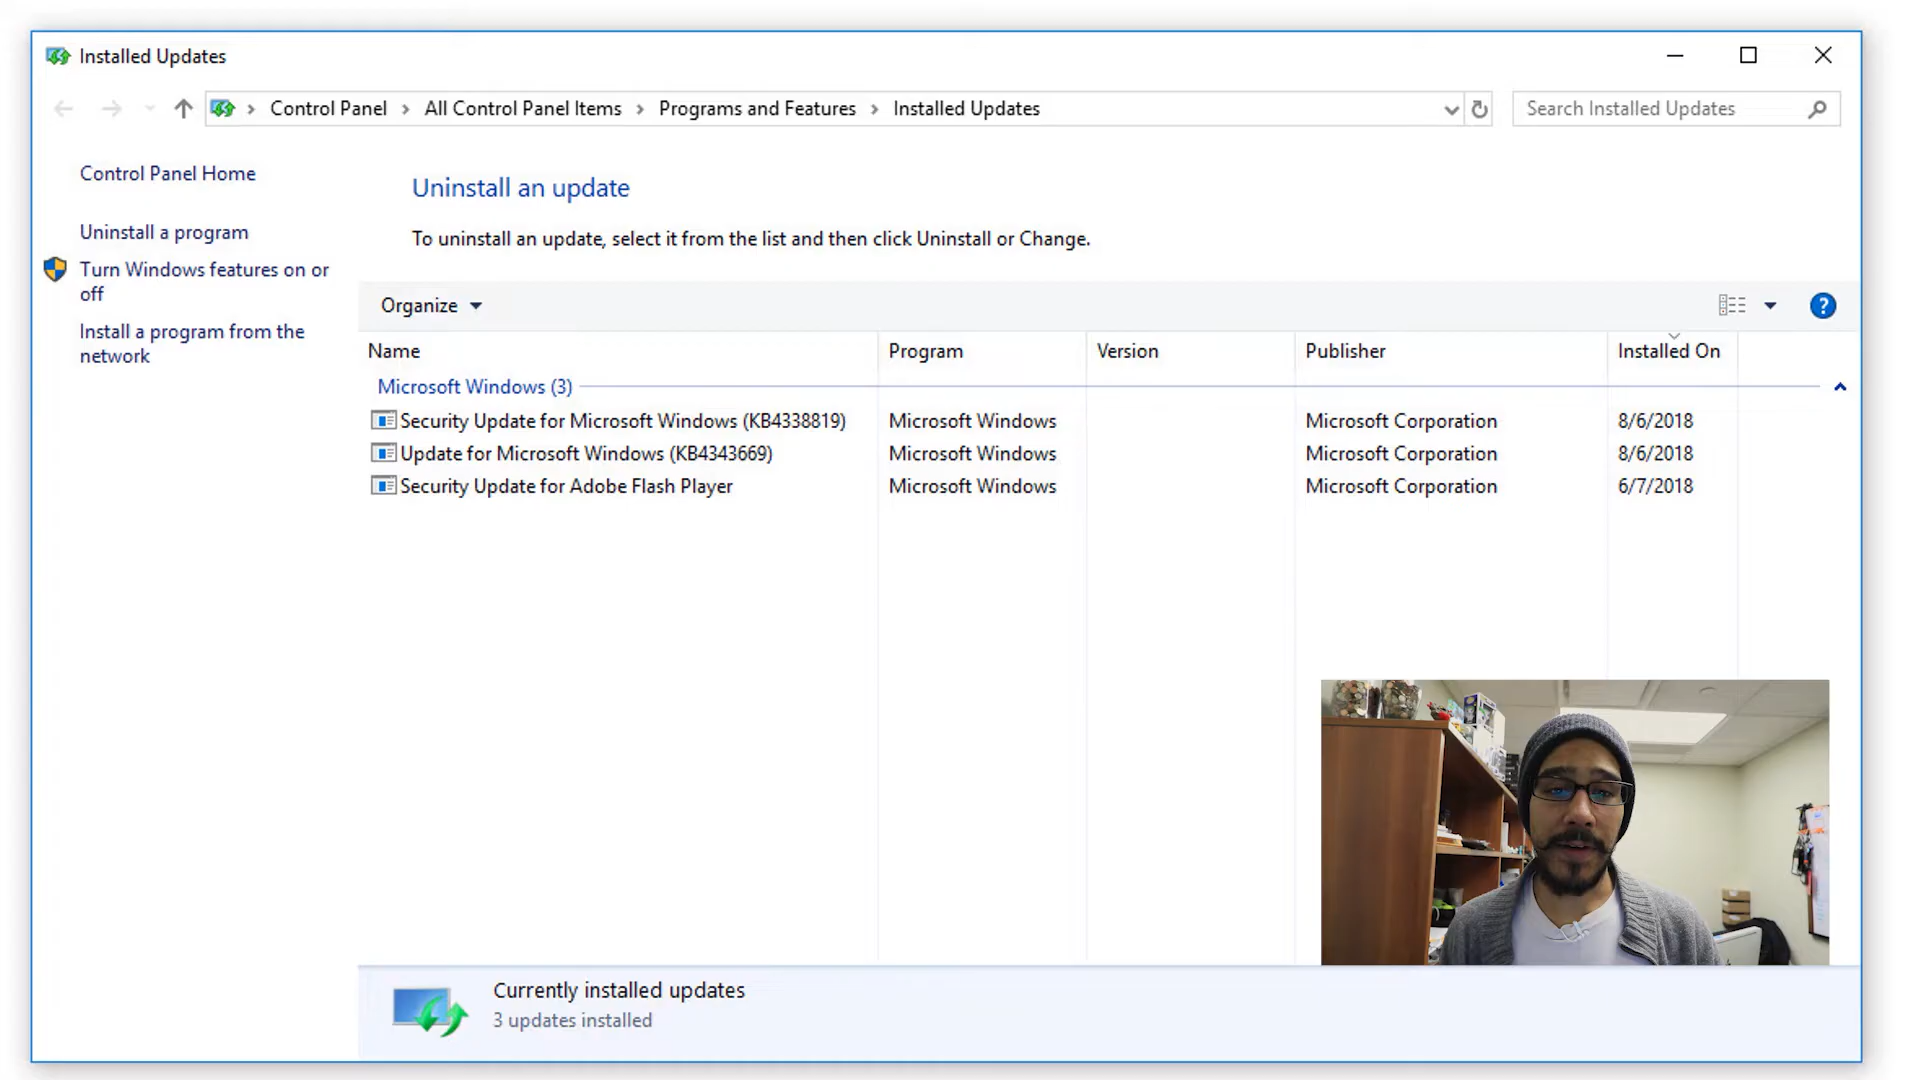 Installed Updates
Control Panel > All Control Panel Items > Programs and Features > Installed Updates
Search Installed Updates
Control Panel Home
Uninstall a program
Turn Windows features on or
off
Install a program from the
network
Uninstall an update
To uninstall an update, select it from the list and then click Uninstall or Change.
Organize
?
Name Program Version Publisher Installed On
Microsoft Windows (3)
Security Update for Microsoft Windows (KB4338819) Microsoft Windows Microsoft Corporation 8/6/2018
Update for Microsoft Windows (KB4343669) Microsoft Windows Microsoft Corporation 8/6/2018
Security Update for Adobe Flash Player Microsoft Windows Microsoft Corporation 6/7/2018
Currently installed updates
3 updates installed